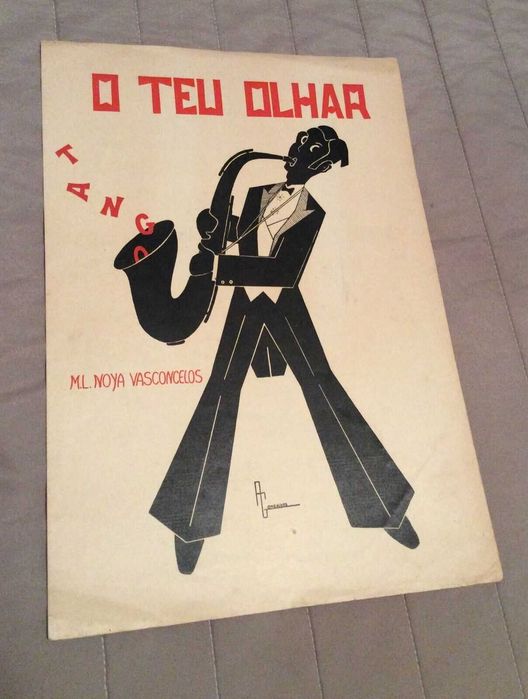 O TEU OLHAR
TANGO
M.L. NOYA VASCONCELOS